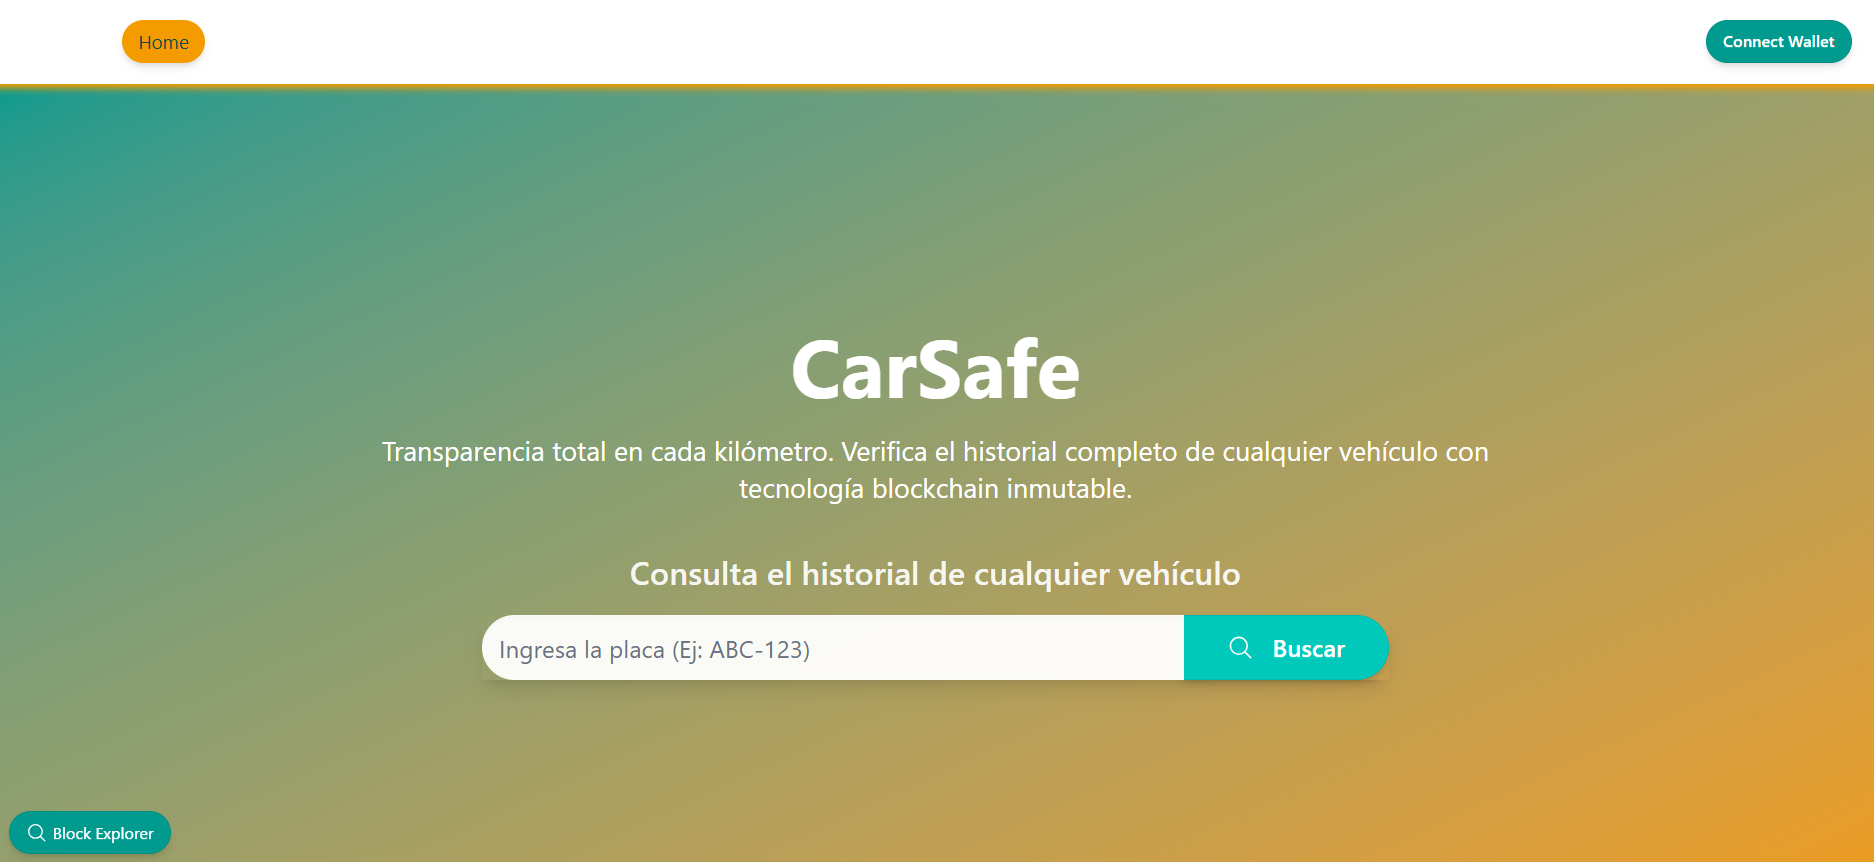 Home
Connect Wallet
CarSafe
Transparencia total en cada kilómetro. Verifica el historial completo de cualquier vehículo con
tecnología blockchain inmutable.
Consulta el historial de cualquier vehículo
Ingresa la placa (Ej: ABC-123)
Buscar
Block Explorer